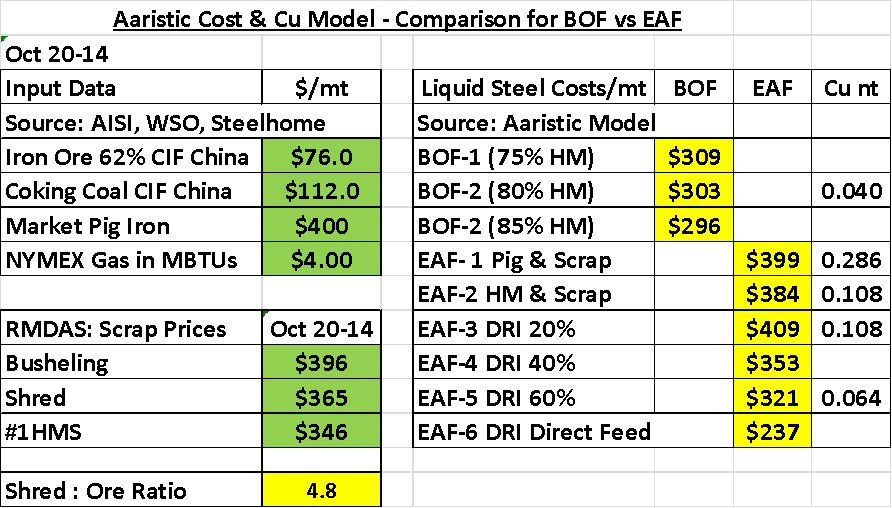 Aaristic Cost & Cu Model - Comparison for BOF vs EAF
Oct 20-14
Input Data $/mt Liquid Steel Costs/mt BOF EAF Cu nt
Source: AISI, WSO, Steelhome Source: Aaristic Model
Iron Ore 62% CIF China $76.0 BOF-1 (75% HM) $309
Coking Coal CIF China $112.0 BOF-2 (80% HM) $303 0.040
Market Pig Iron $400 BOF-2 (85% HM) $296
NYMEX Gas in MBTUs $4.00 EAF- 1 Pig & Scrap $399 0.286
EAF-2 HM & Scrap $384 0.108
RMDAS: Scrap Prices Oct 20-14 EAF-3 DRI 20% $409 0.108
Busheling $396 EAF-4 DRI 40% $353
Shred $365 EAF-5 DRI 60% $321 0.064
#1HMS $346 EAF-6 DRI Direct Feed $237
Shred : Ore Ratio 4.8